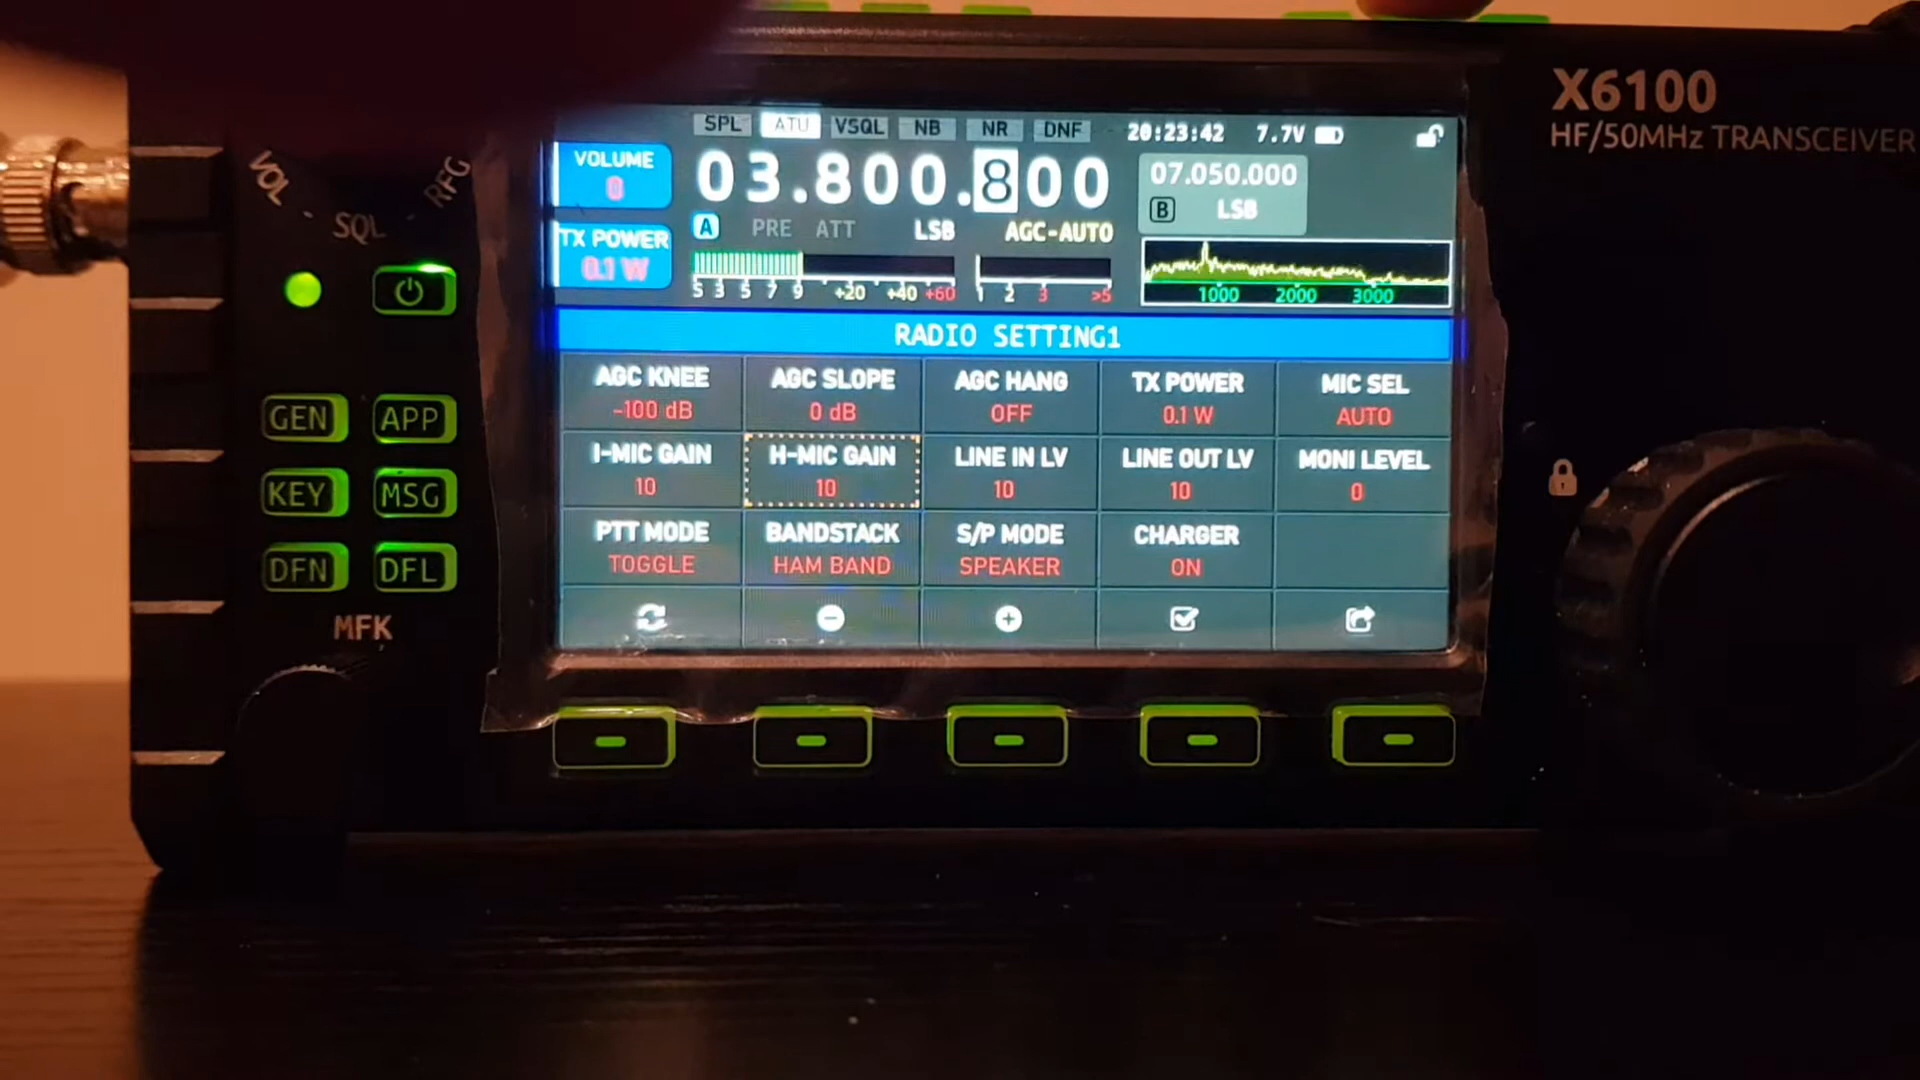 X6100
HF/50MHz TRANSCEIVER
SPL ATU VSQL NB NR DNF 20:23:42 7.7V
VOLUME
0
03.800.800
07.050.000
B LSB
A PRE ATT LSB AGC-AUTO
TX POWER
0.1 W
S 3 5 7 9 +20 +40 +60 1 2 3 >5
1000 2000 3000
RADIO SETTING1
AGC KNEE AGC SLOPE AGC HANG TX POWER MIC SEL
-100 dB 0 dB OFF 0.1 W AUTO
I-MIC GAIN H-MIC GAIN LINE IN LV LINE OUT LV MONI LEVEL
10 10 10 10 0
PTT MODE BANDSTACK S/P MODE CHARGER
TOGGLE HAM BAND SPEAKER ON
VOL - SQL - RFG
GEN APP
KEY MSG
DFN DFL
MFK